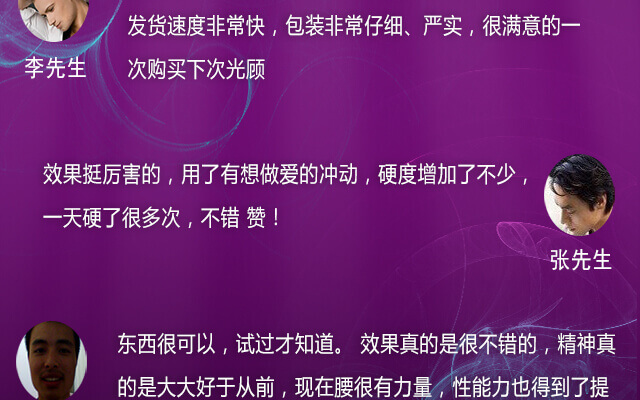 发货速度非常快，包装非常仔细、严实，很满意的一
李先生
次购买下次光顾
效果挺厉害的，用了有想做爱的冲动，硬度增加了不少，
一天硬了很多次，不错 赞！
张先生
东西很可以，试过才知道。 效果真的是很不错的，精神真
的是大大好于从前，现在腰很有力量，性能力也得到了提